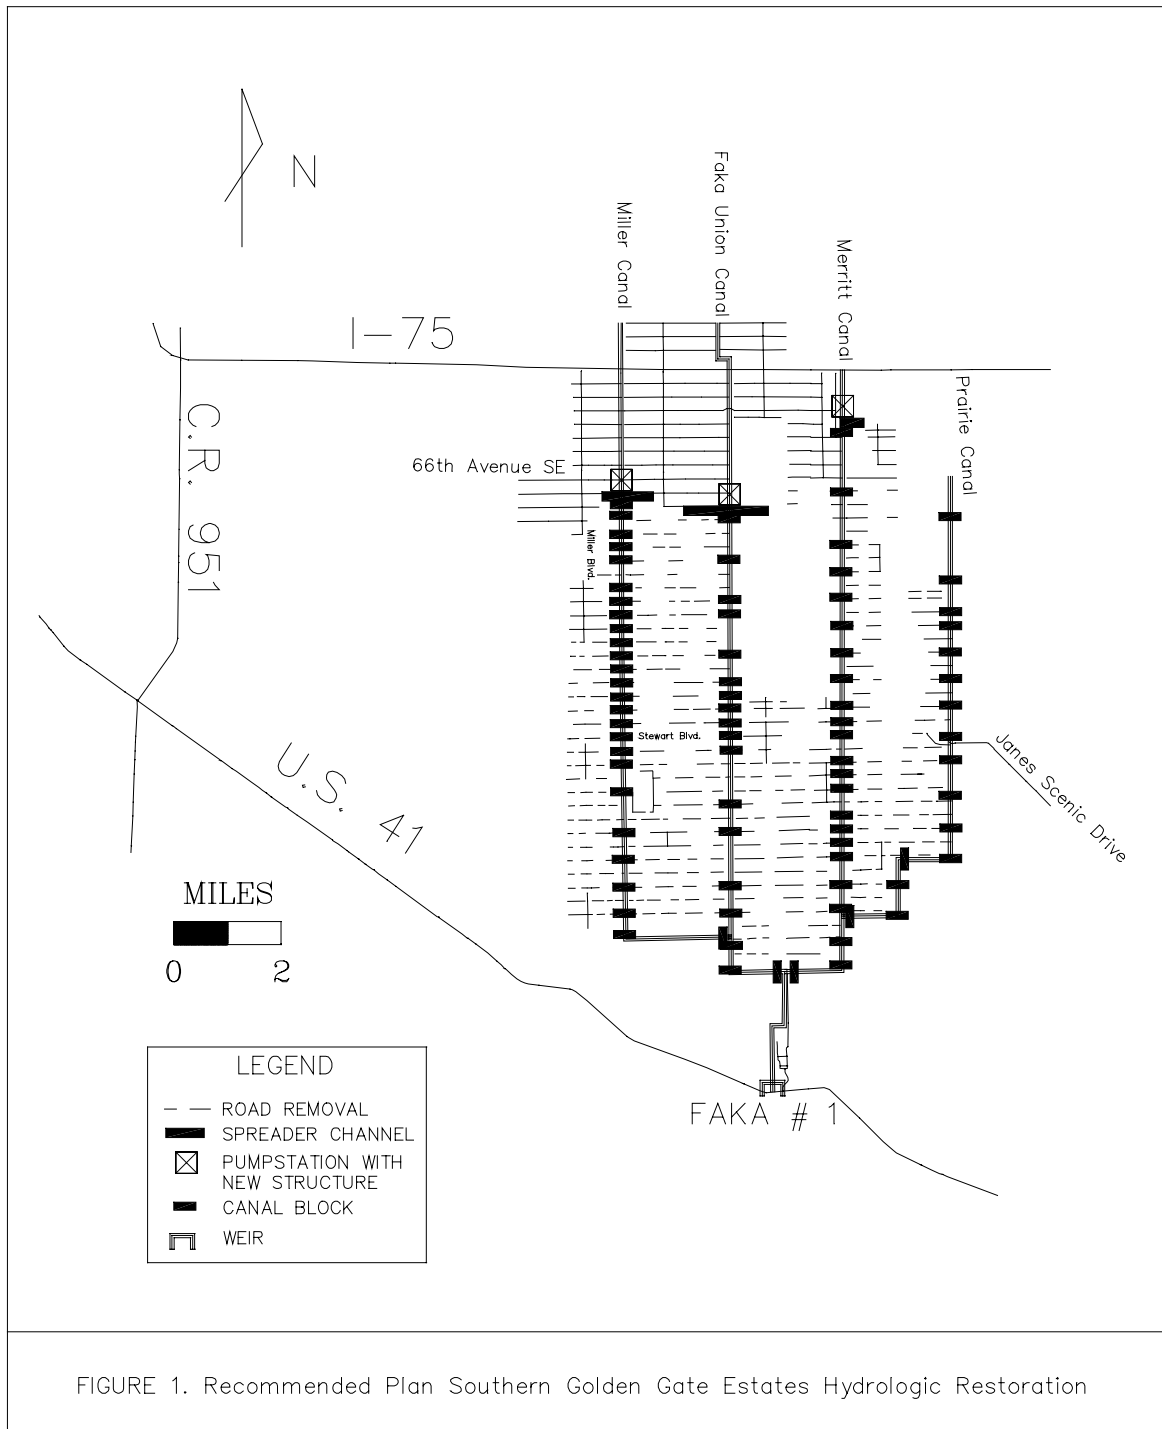 N
Miller Canal
Faka Union Canal
Merritt Canal
Prairie Canal
I-75
C.R. 951
66th Avenue SE
Miller Blvd.
Stewart Blvd.
Janes Scenic Drive
U.S. 41
MILES
0 2
FAKA # 1
LEGEND
ROAD REMOVAL
SPREADER CHANNEL
PUMPSTATION WITH
NEW STRUCTURE
CANAL BLOCK
WEIR
FIGURE 1. Recommended Plan Southern Golden Gate Estates Hydrologic Restoration